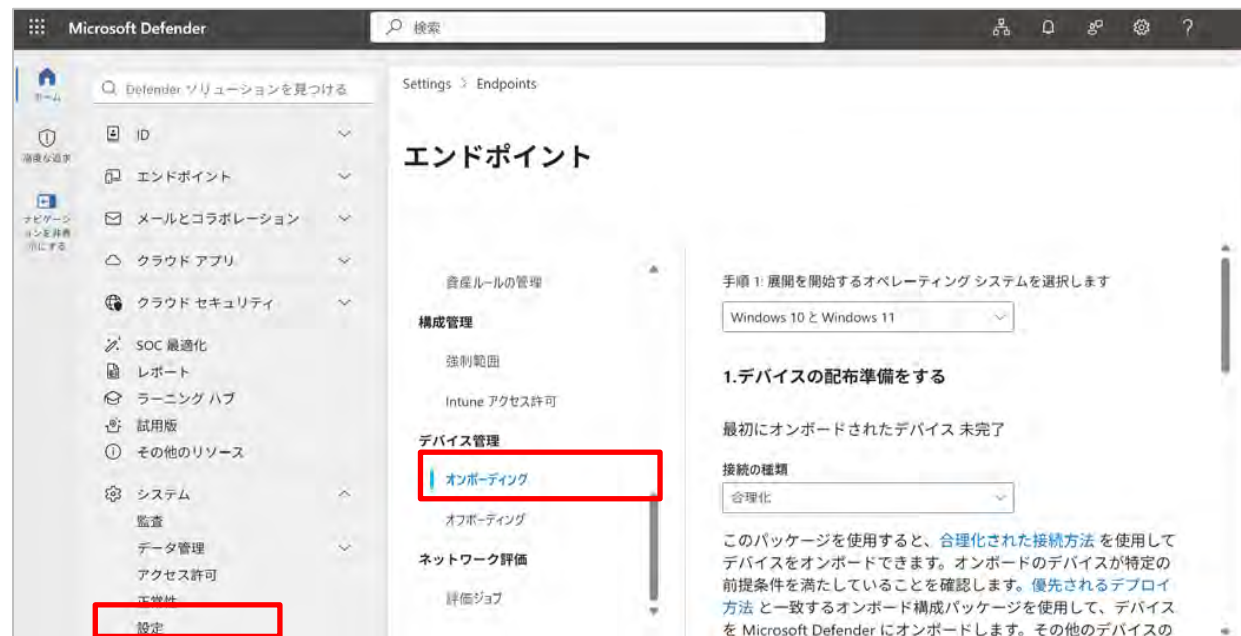 Microsoft Defender
検索
ホーム
高度な追求
ナビゲーシ
ョンを非表
示にする
Defender ソリューションを見つける
ID
エンドポイント
メールとコラボレーション
クラウド アプリ
クラウド セキュリティ
SOC 最適化
レポート
ラーニング ハブ
試用版
その他のリソース
システム
監査
データ管理
アクセス許可
正常性
設定
Settings > Endpoints
エンドポイント
資産ルールの管理
構成管理
強制範囲
Intune アクセス許可
デバイス管理
オンボーディング
オフボーディング
ネットワーク評価
評価ジョブ
手順 1: 展開を開始するオペレーティング システムを選択します
Windows 10 と Windows 11
1.デバイスの配布準備をする
最初にオンボードされたデバイス 未完了
接続の種類
合理化
このパッケージを使用すると、合理化された接続方法 を使用して
デバイスをオンボードできます。オンボードのデバイスが特定の
前提条件を満たしていることを確認します。優先されるデプロイ
方法 と一致するオンボード構成パッケージを使用して、デバイス
を Microsoft Defender にオンボードします。その他のデバイスの